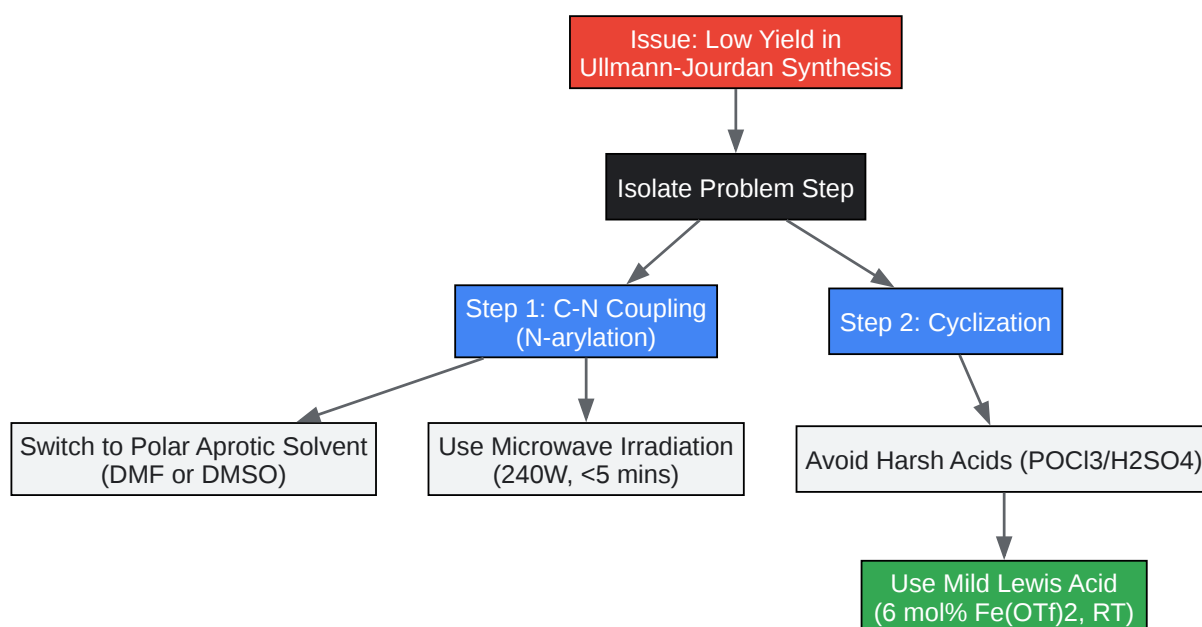 Issue: Low Yield in
Ullmann-Jourdan Synthesis
Isolate Problem Step
Step 1: C-N Coupling
(N-arylation)
Step 2: Cyclization
Switch to Polar Aprotic Solvent
(DMF or DMSO)
Use Microwave Irradiation
(240W, <5 mins)
Avoid Harsh Acids (POCl3/H2SO4)
Use Mild Lewis Acid
(6 mol% Fe(OTf)2, RT)